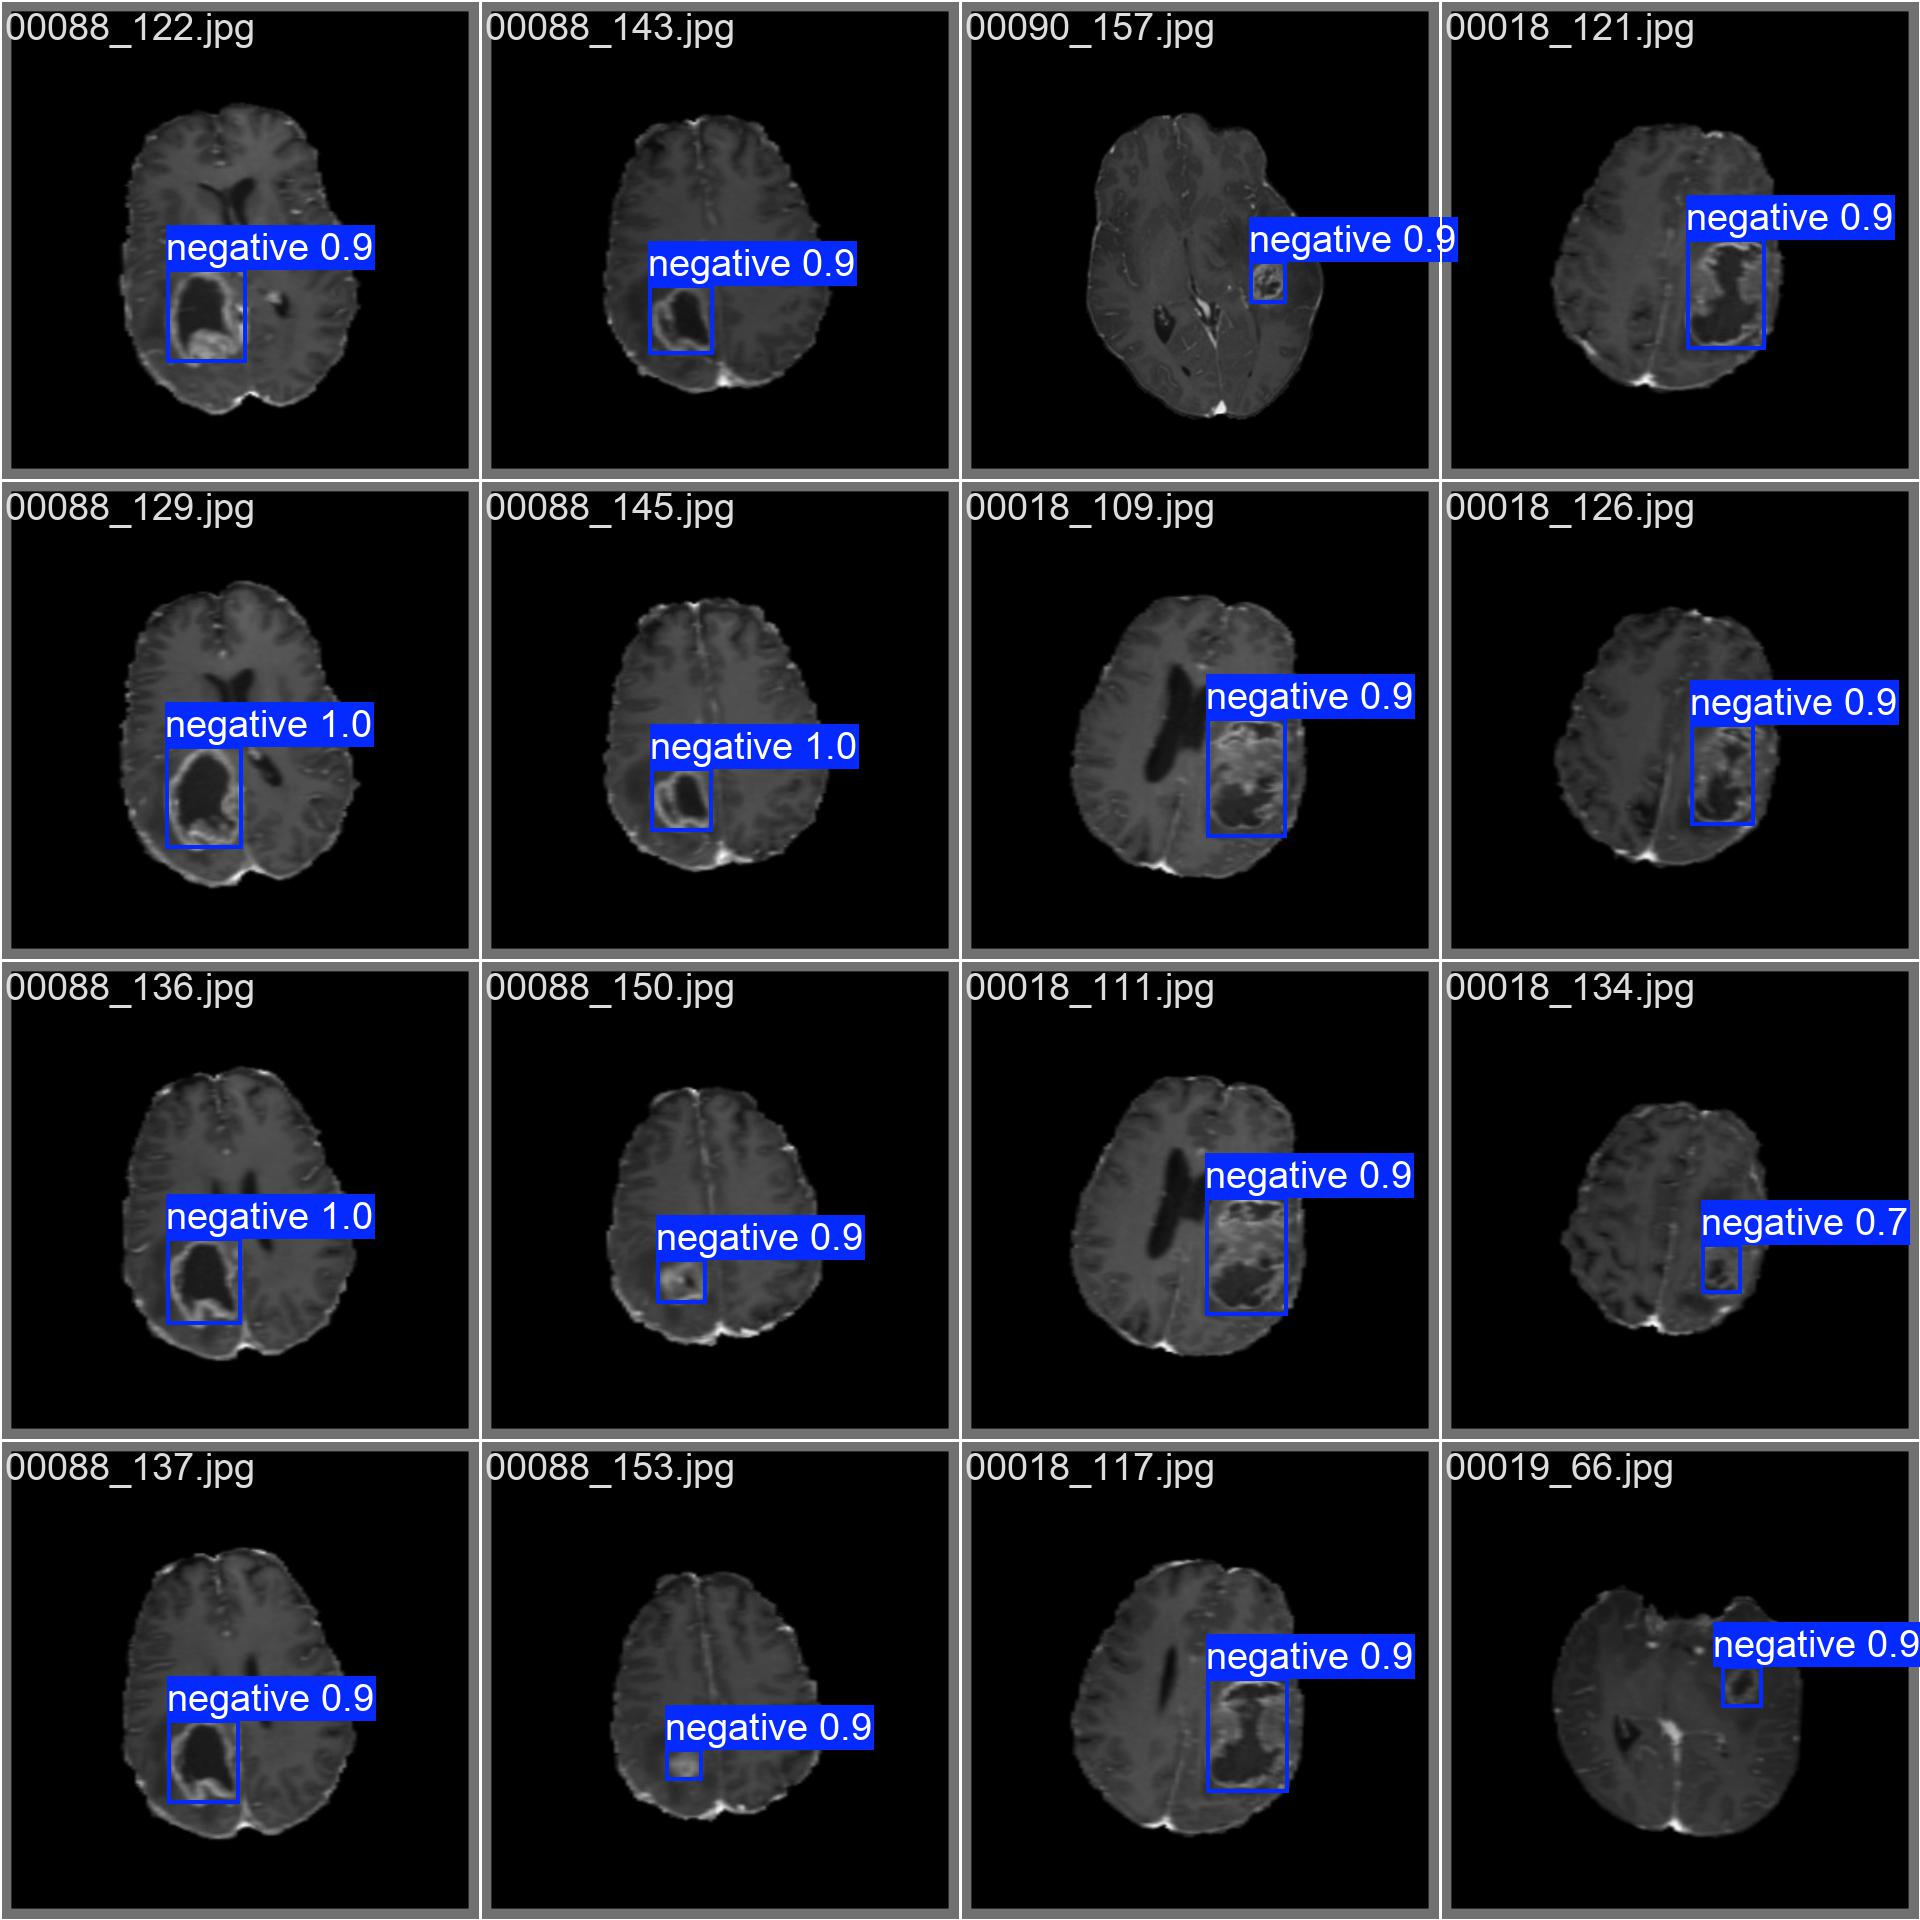 00088_122.jpg
negative 0.9
00088_143.jpg
negative 0.9
00090_157.jpg
negative 0.9
00018_121.jpg
negative 0.9
00088_129.jpg
negative 1.0
00088_145.jpg
negative 1.0
00018_109.jpg
negative 0.9
00018_126.jpg
negative 0.9
00088_136.jpg
negative 1.0
00088_150.jpg
negative 0.9
00018_111.jpg
negative 0.9
00018_134.jpg
negative 0.7
00088_137.jpg
negative 0.9
00088_153.jpg
negative 0.9
00018_117.jpg
negative 0.9
00019_66.jpg
negative 0.9